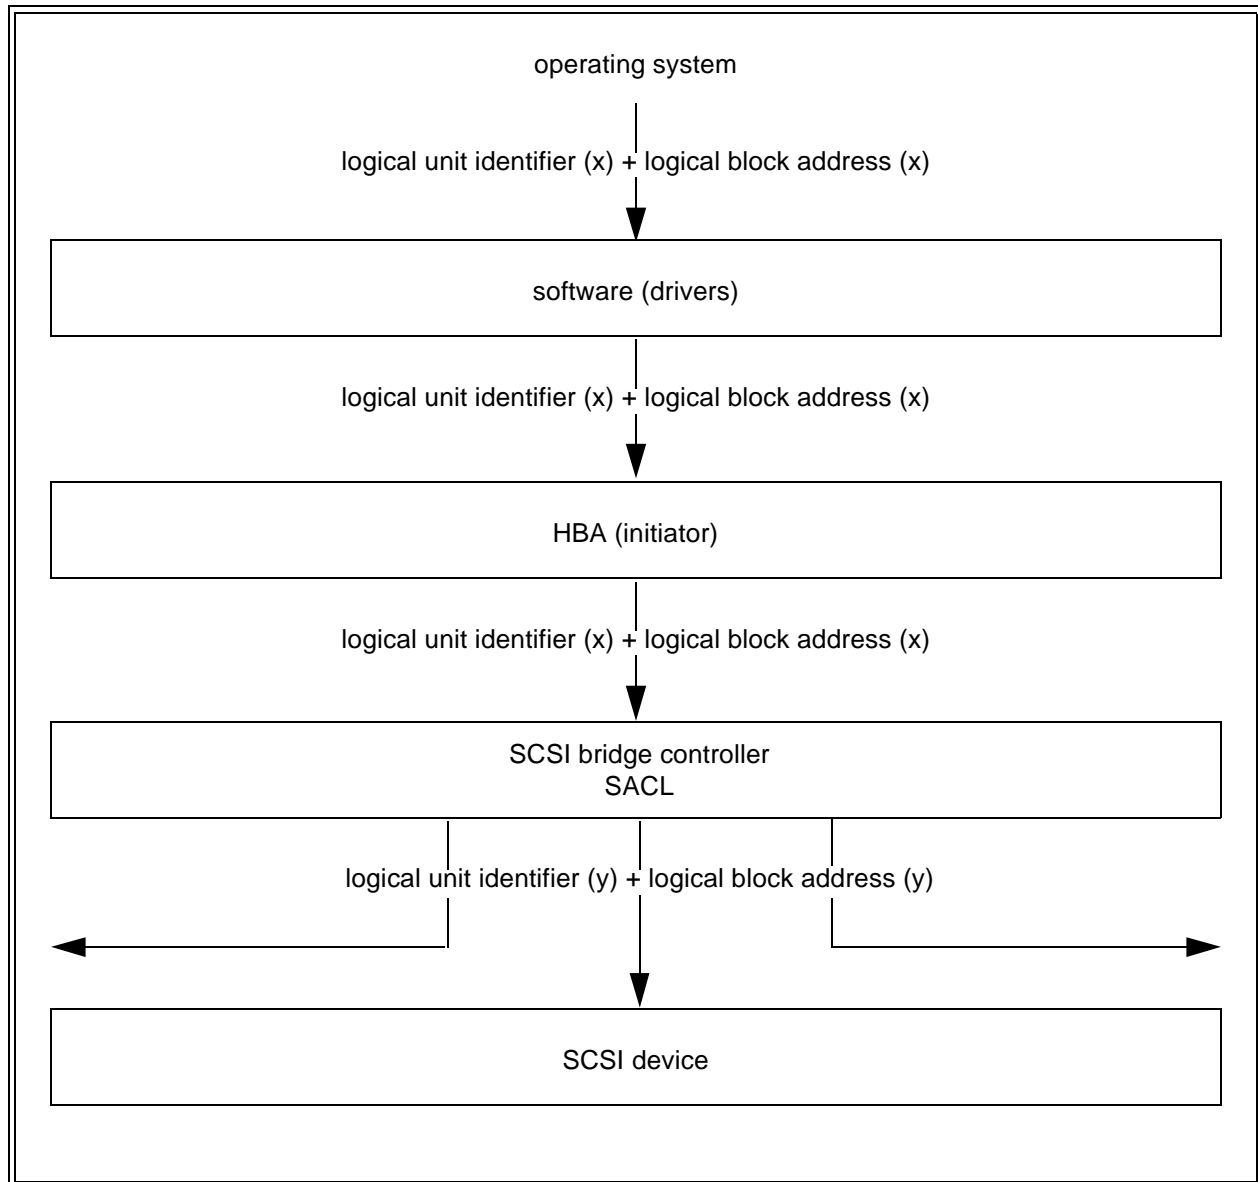 operating system
logical unit identifier (x) + logical block address (x)
software (drivers)
logical unit identifier (x) + logical block address (x)
HBA (initiator)
logical unit identifier (x) + logical block address (x)
SCSI bridge controller
SACL
logical unit identifier (y) + logical block address (y)
SCSI device